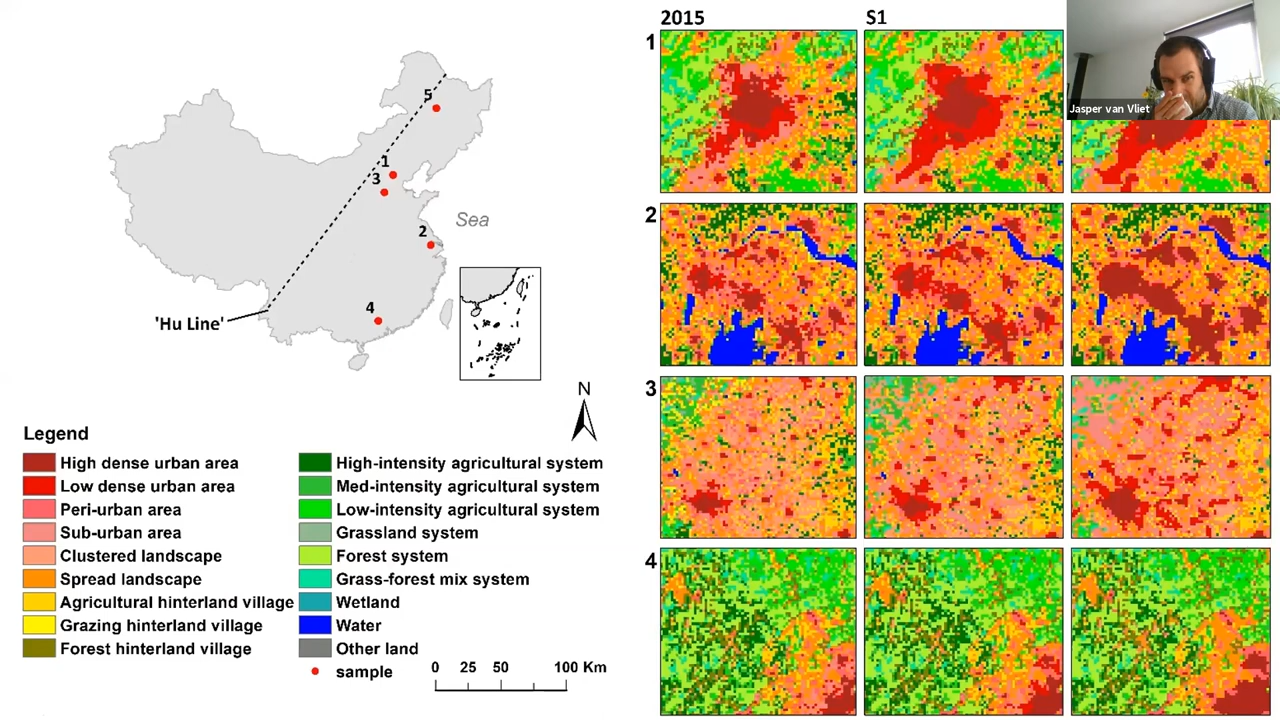 2015
S1
1
Jasper van Vliet
5
1
3
2
Sea
4
'Hu Line'
2
3
N
Legend
High dense urban area
Low dense urban area
Peri-urban area
Sub-urban area
Clustered landscape
Spread landscape
Agricultural hinterland village
Grazing hinterland village
Forest hinterland village
High-intensity agricultural system
Med-intensity agricultural system
Low-intensity agricultural system
Grassland system
Forest system
Grass-forest mix system
Wetland
Water
Other land
sample
0 25 50 100 Km
4